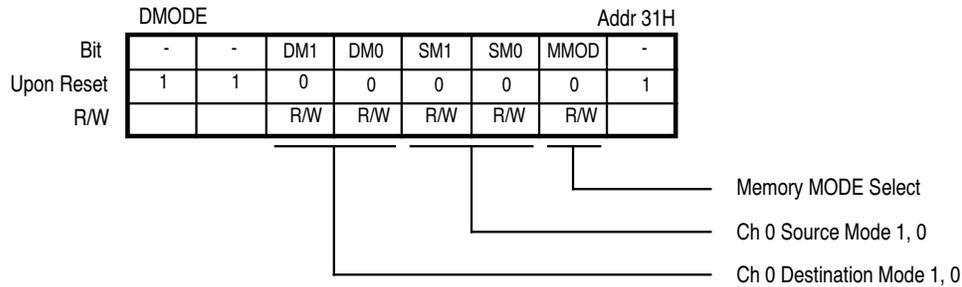 DMODE Addr 31H
Bit - - DM1 DM0 SM1 SM0 MMOD -
Upon Reset 1 1 0 0 0 0 0 1
R/W R/W R/W R/W R/W R/W
Memory MODE Select
Ch 0 Source Mode 1, 0
Ch 0 Destination Mode 1, 0